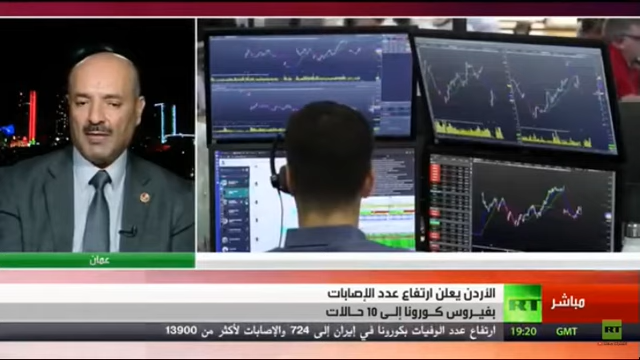 عمان
مباشر
الأردن يعلن ارتفاع عدد الإصابات
بفيروس كورونا إلى 10 حالات
RT
19:20 GMT
ارتفاع عدد الوفيات بكورونا في إيران إلى 724 والإصابات لأكثر من 13900
RT